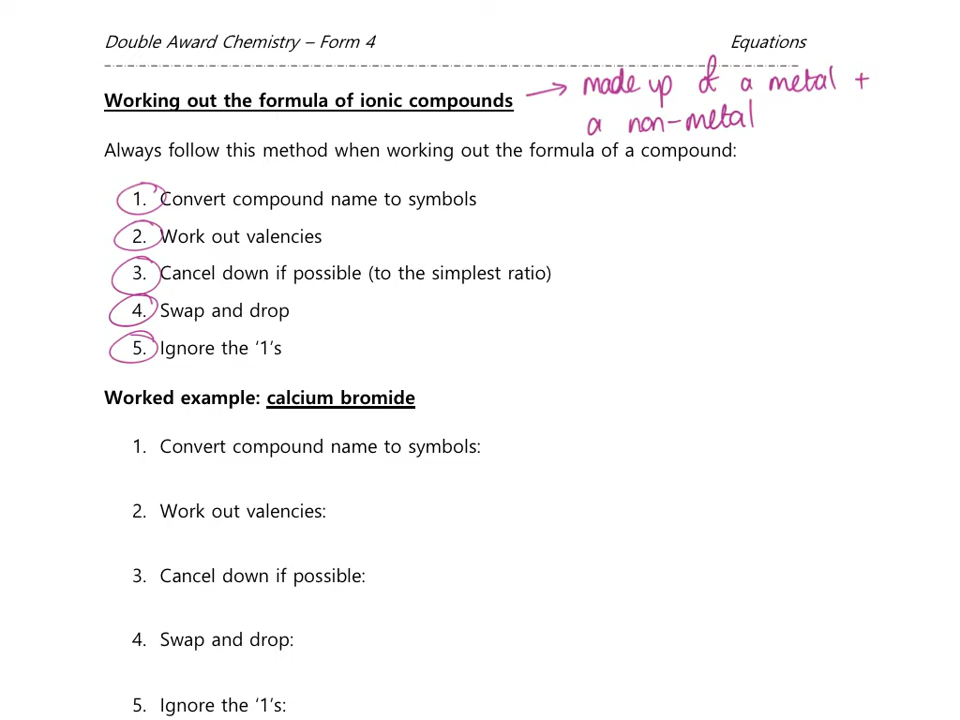 Double Award Chemistry – Form 4 Equations
Working out the formula of ionic compounds → made up of a metal +
a non-metal
Always follow this method when working out the formula of a compound:
1. Convert compound name to symbols
2. Work out valencies
3. Cancel down if possible (to the simplest ratio)
4. Swap and drop
5. Ignore the ‘1’s
Worked example: calcium bromide
1. Convert compound name to symbols:
2. Work out valencies:
3. Cancel down if possible:
4. Swap and drop:
5. Ignore the ‘1’s: